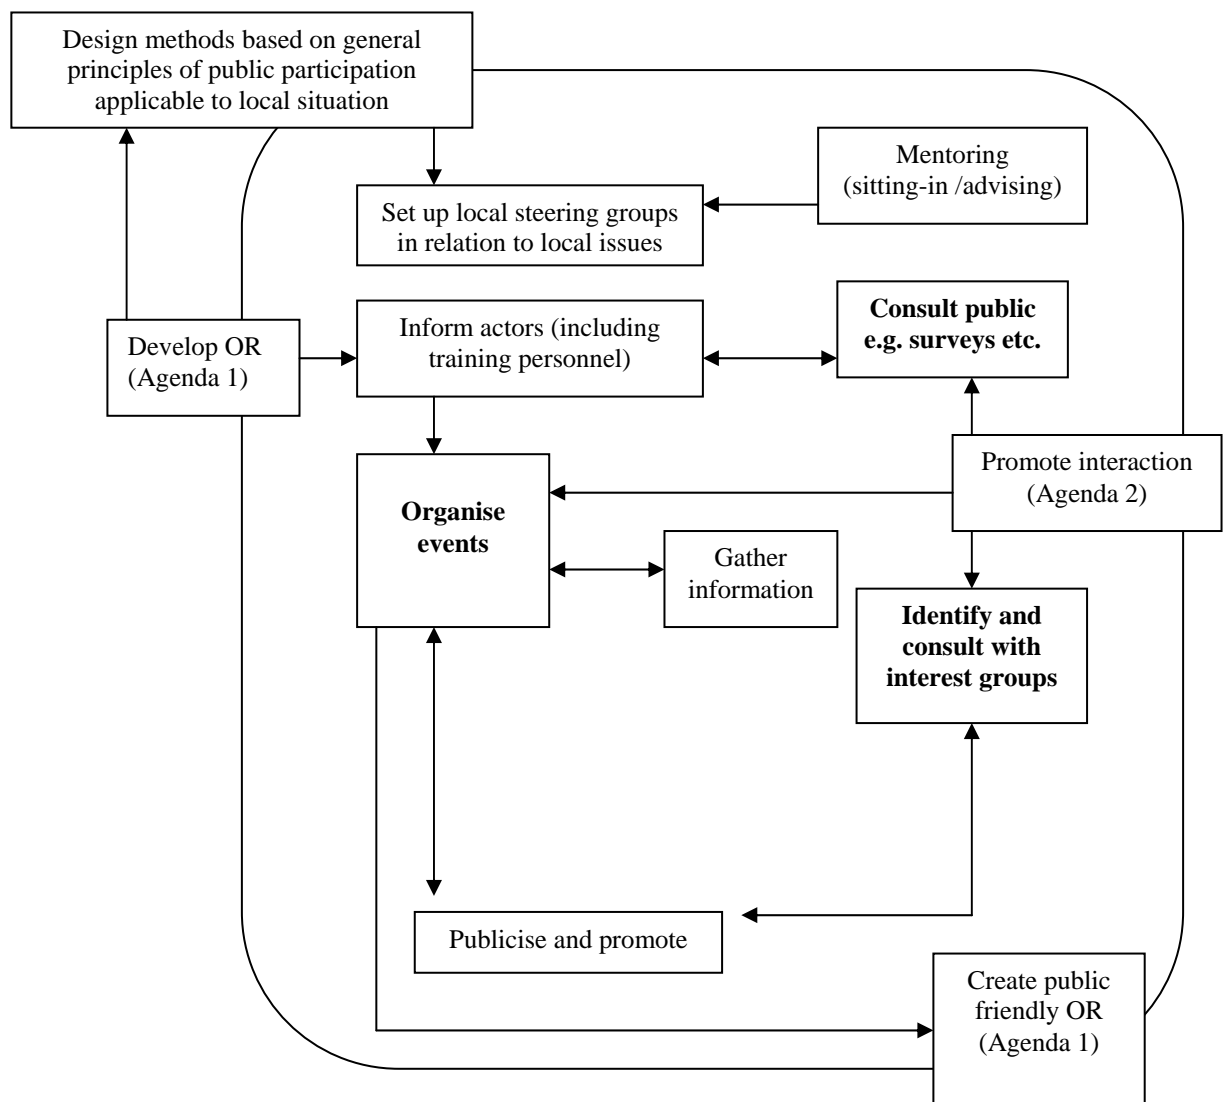 Design methods based on general
principles of public participation
applicable to local situation
Mentoring
(sitting-in /advising)
Set up local steering groups
in relation to local issues
Consult public
e.g. surveys etc.
Inform actors (including
training personnel)
Develop OR
(Agenda 1)
Promote interaction
(Agenda 2)
Organise
events
Gather
information
Identify and
consult with
interest groups
Publicise and promote
Create public
friendly OR
(Agenda 1)